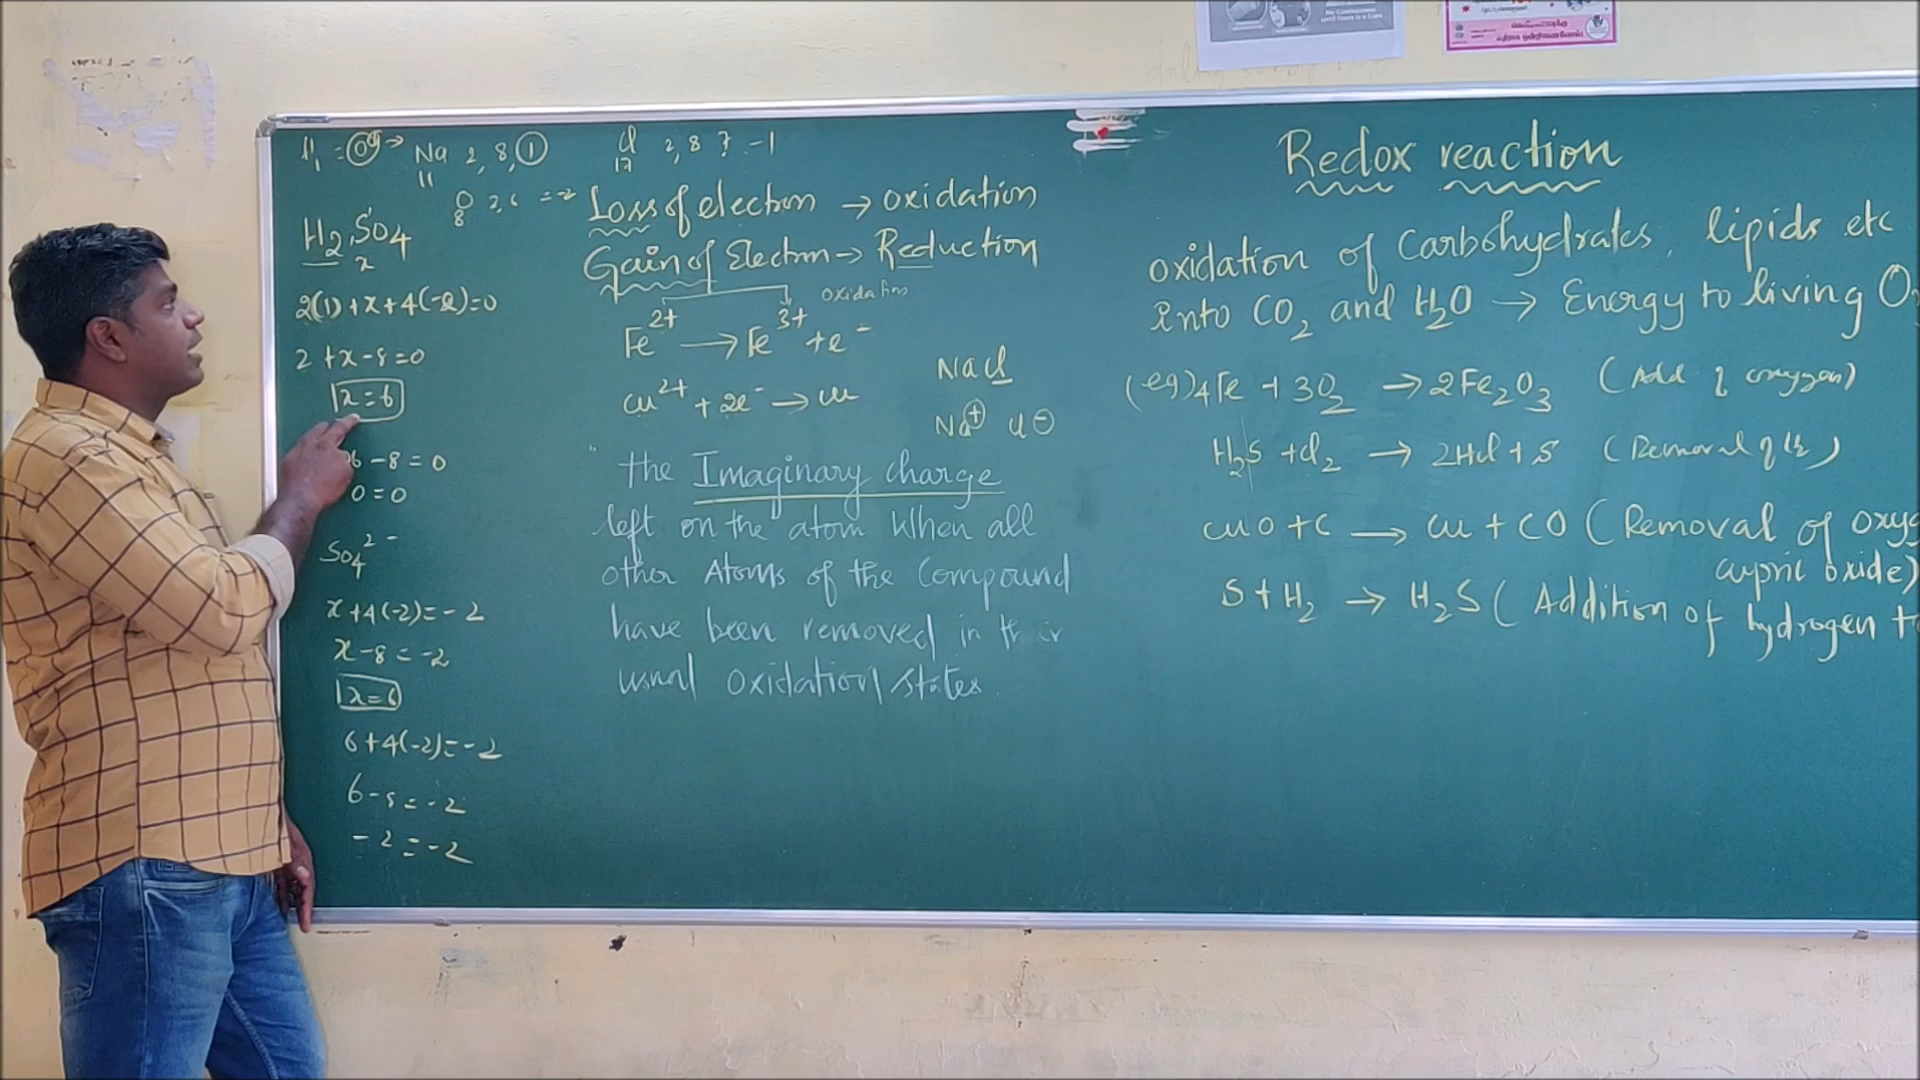 Na 2, 8, 1
11
Cl 2, 8 7 -1
17
O 2,6 = -2
8
H2SO4
x
2(1)+x+4(-2)=0
2+x-8=0
x=6
-8=0
0=0
SO4 2-
x+4(-2)=-2
x-8=-2
x=6
6+4(-2)=-2
6-8=-2
-2=-2
Loss of electron → oxidation
Gain of Electron → Reduction
oxidation
Fe2+ → Fe3+ + e-
Cu2+ + 2e- → Cu
NaCl
Na+ Cl-
"the Imaginary charge
left on the atom When all
other Atoms of the Compound
have been removed in their
usual oxidation states
Redox reaction
oxidation of Carbohydrates, lipids etc
into CO2 and H2O → Energy to living
(eg) 4Fe + 3O2 → 2Fe2O3 (Add of oxygen)
H2S + Cl2 → 2HCl + S (Removal of H2)
CuO + C → Cu + CO (Removal of
cupric oxide)
S + H2 → H2S (Addition of hydrogen